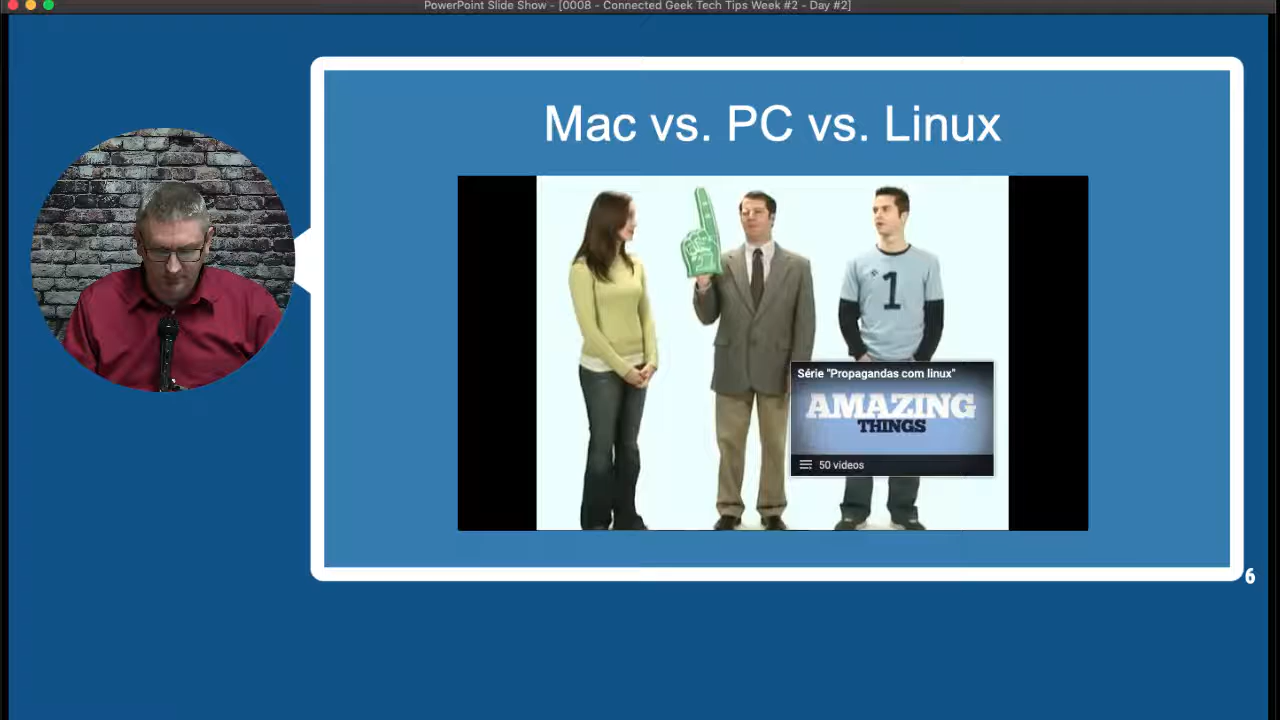 PowerPoint Slide Show - [0008 - Connected Geek Tech Tips Week #2 - Day #2]
Mac vs. PC vs. Linux
1
Série "Propagandas com linux"
AMAZING
THINGS
50 videos
6